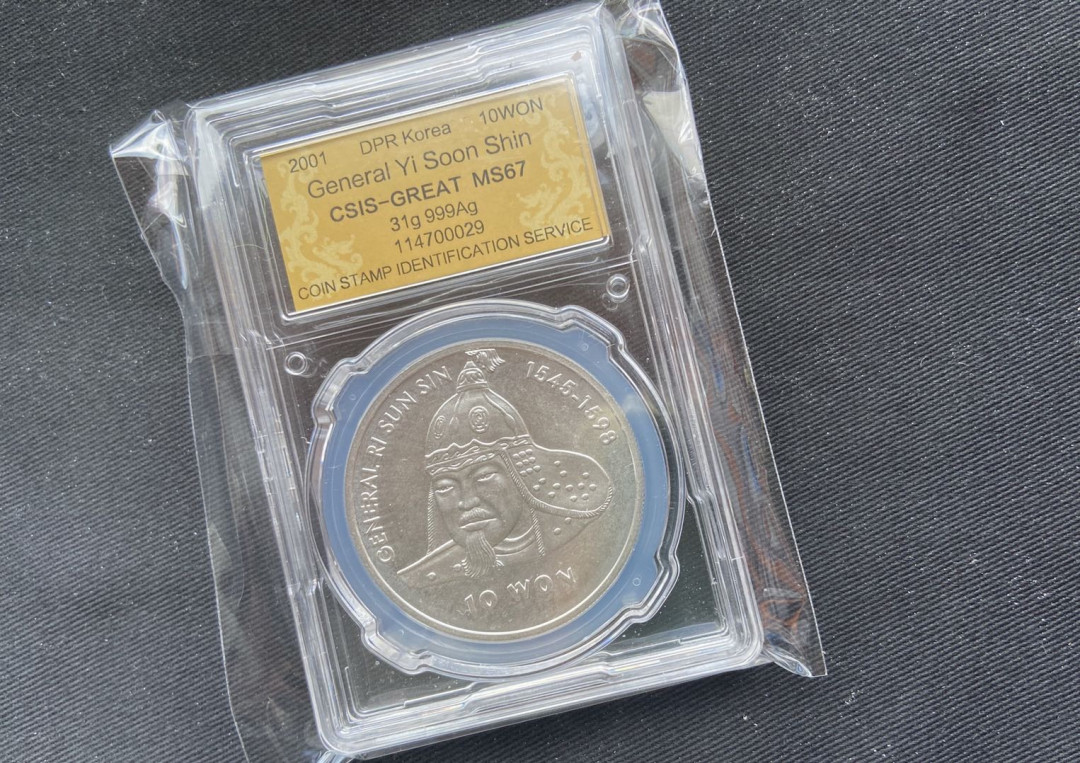 2001 DPR Korea 10WON
General Yi Soon Shin
CSIS-GREAT MS67
31g 999Ag
114700029
COIN STAMP IDENTIFICATION SERVICE
GENERAL RI SUN SIN 1545-1598
10 WON